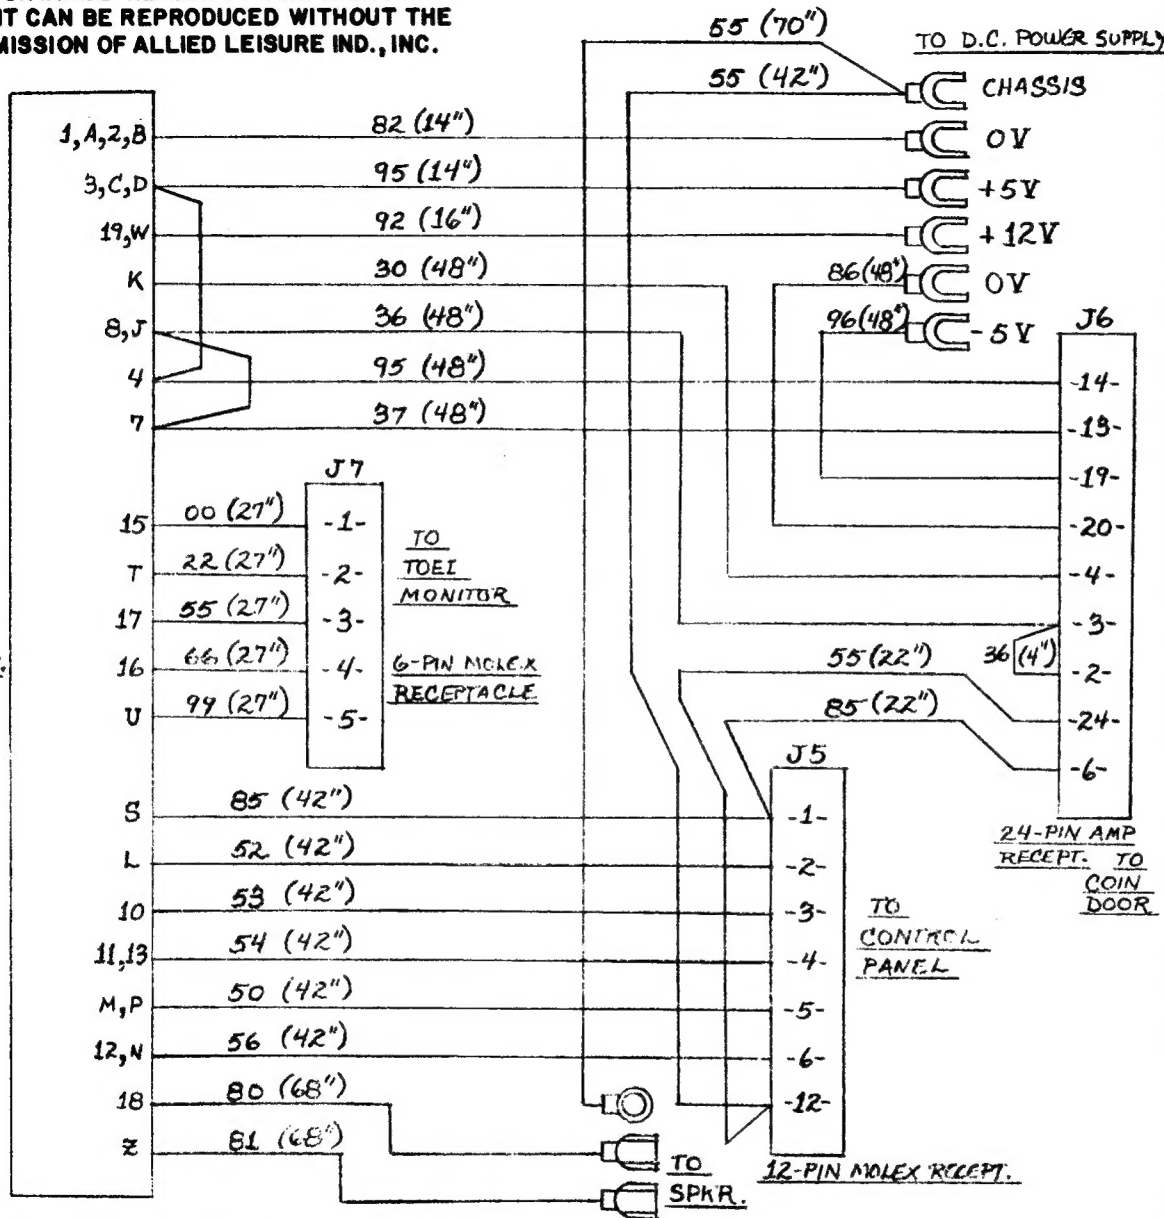 IT CAN BE REPRODUCED WITHOUT THE
MISSION OF ALLIED LEISURE IND., INC.
55 (70")
TO D.C. POWER SUPPLY
55 (42")
CHASSIS
1,A,2,B
82 (14")
0V
3,C,D
95 (14")
+5V
19,W
92 (16")
+12V
K
30 (48")
86 (48")
0V
8,J
36 (48")
96 (48")
-5V
J6
4
95 (48")
-14-
7
37 (48")
-13-
-19-
J7
15
00 (27")
-1-
-20-
TO
TOEI
MONITOR
T
22 (27")
-2-
-4-
17
55 (27")
-3-
-3-
16
66 (27")
-4-
6-PIN MOLEX
RECEPTACLE
55 (22")
36 (4")
-2-
U
99 (27")
-5-
85 (22")
-24-
J5
-6-
S
85 (42")
-1-
24-PIN AMP
RECEPT. TO
COIN
DOOR
L
52 (42")
-2-
10
53 (42")
-3-
TO
CONTROL
PANEL
11,13
54 (42")
-4-
M,P
50 (42")
-5-
12,N
56 (42")
-6-
18
80 (68")
-12-
Z
81 (68")
TO
SPKR.
12-PIN MOLEX RECEPT.